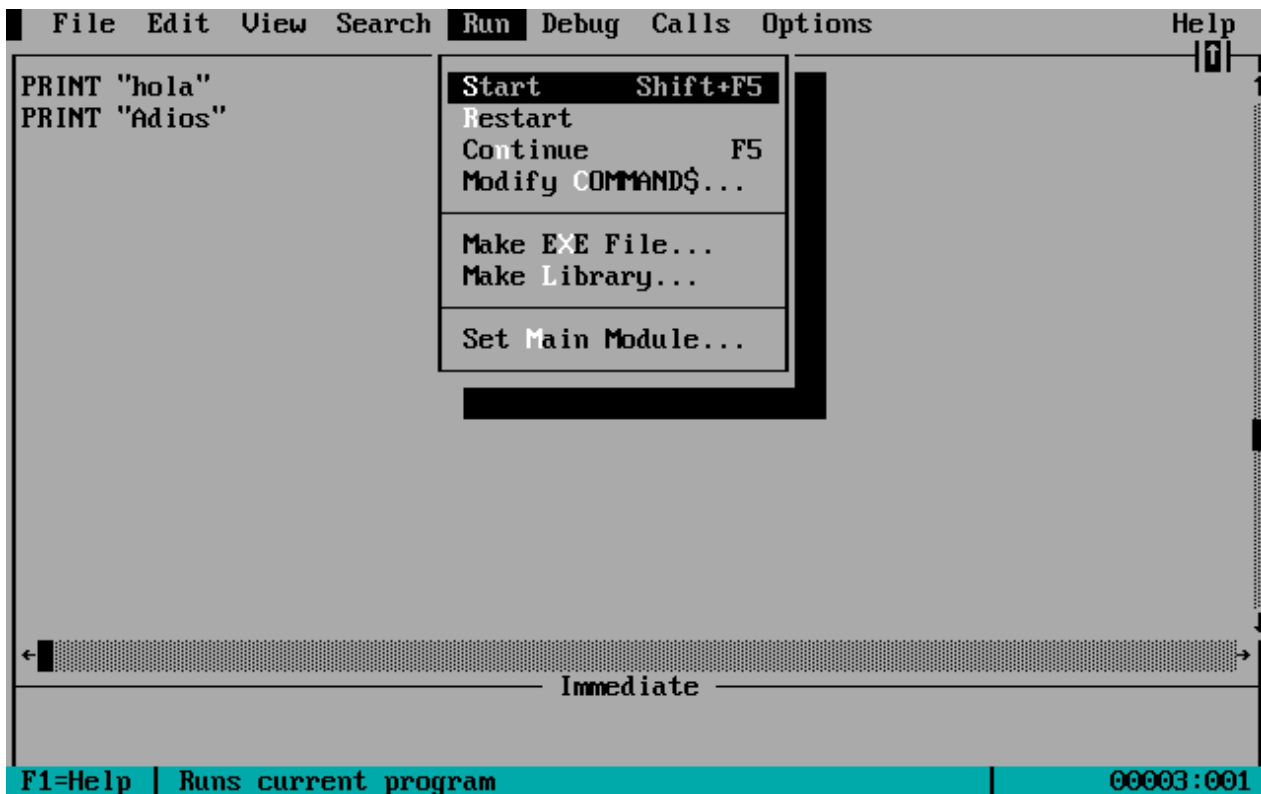 File Edit View Search Run Debug Calls Options Help
PRINT "hola"
PRINT "Adios"
Start Shift+F5
Restart
Continue F5
Modify COMMAND$...
Make EXE File...
Make Library...
Set Main Module...
Immediate
F1=Help | Runs current program 00003:001